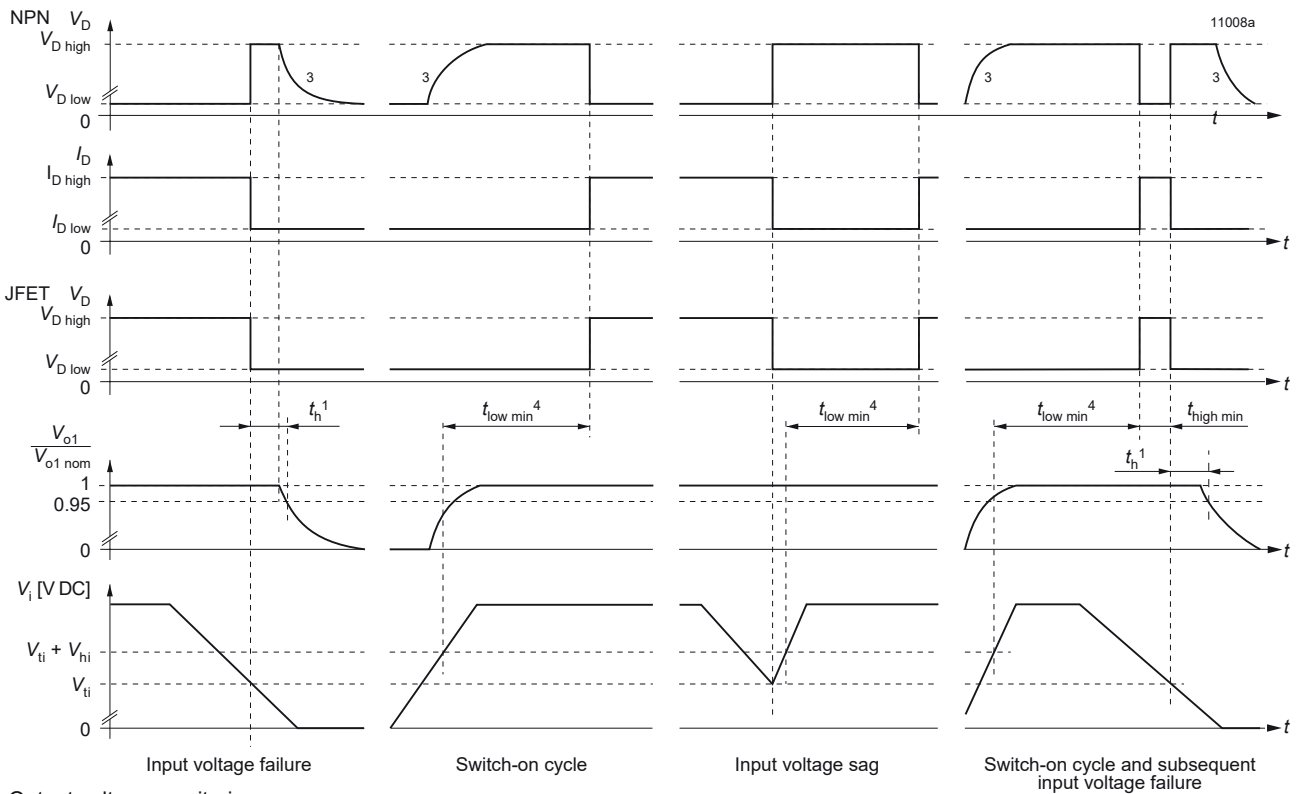 NPN V_D
11008a
V_D high
3
3
3
3
V_D low
0
t
I_D
I_D high
I_D low
0
t
JFET V_D
V_D high
V_D low
0
t
t_h^1
t_low min^4
t_low min^4
t_low min^4
t_high min
V_o1
V_o1 nom
t_h^1
1
0.95
0
t
V_i [V DC]
V_ti + V_hi
V_ti
0
t
Input voltage failure
Switch-on cycle
Input voltage sag
Switch-on cycle and subsequent
input voltage failure